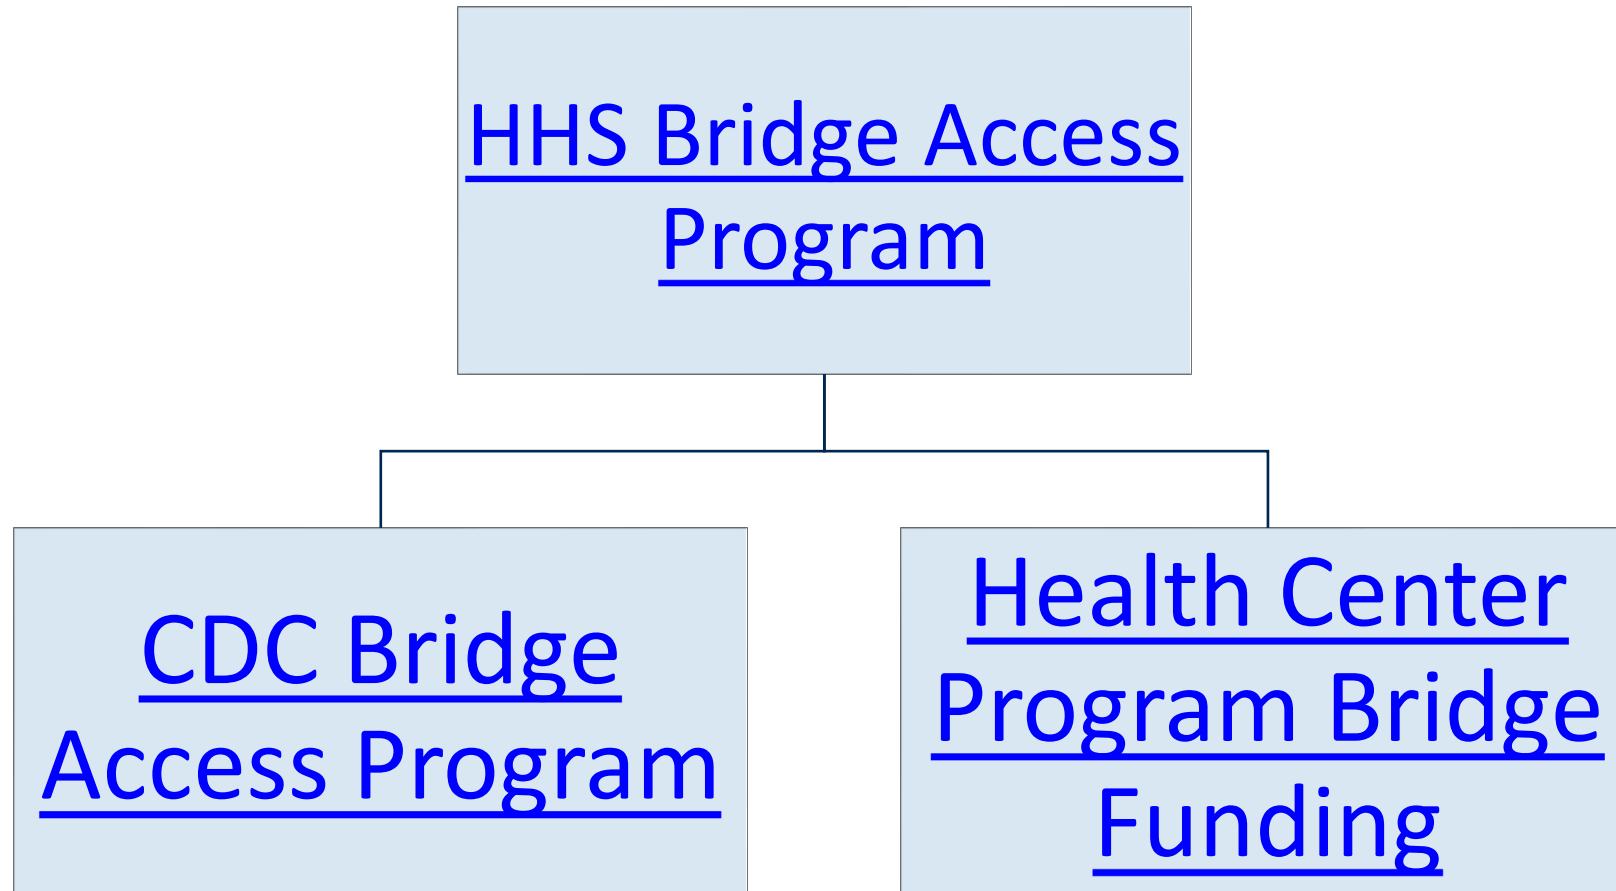 HHS Bridge Access
Program
CDC Bridge
Access Program
Health Center
Program Bridge
Funding